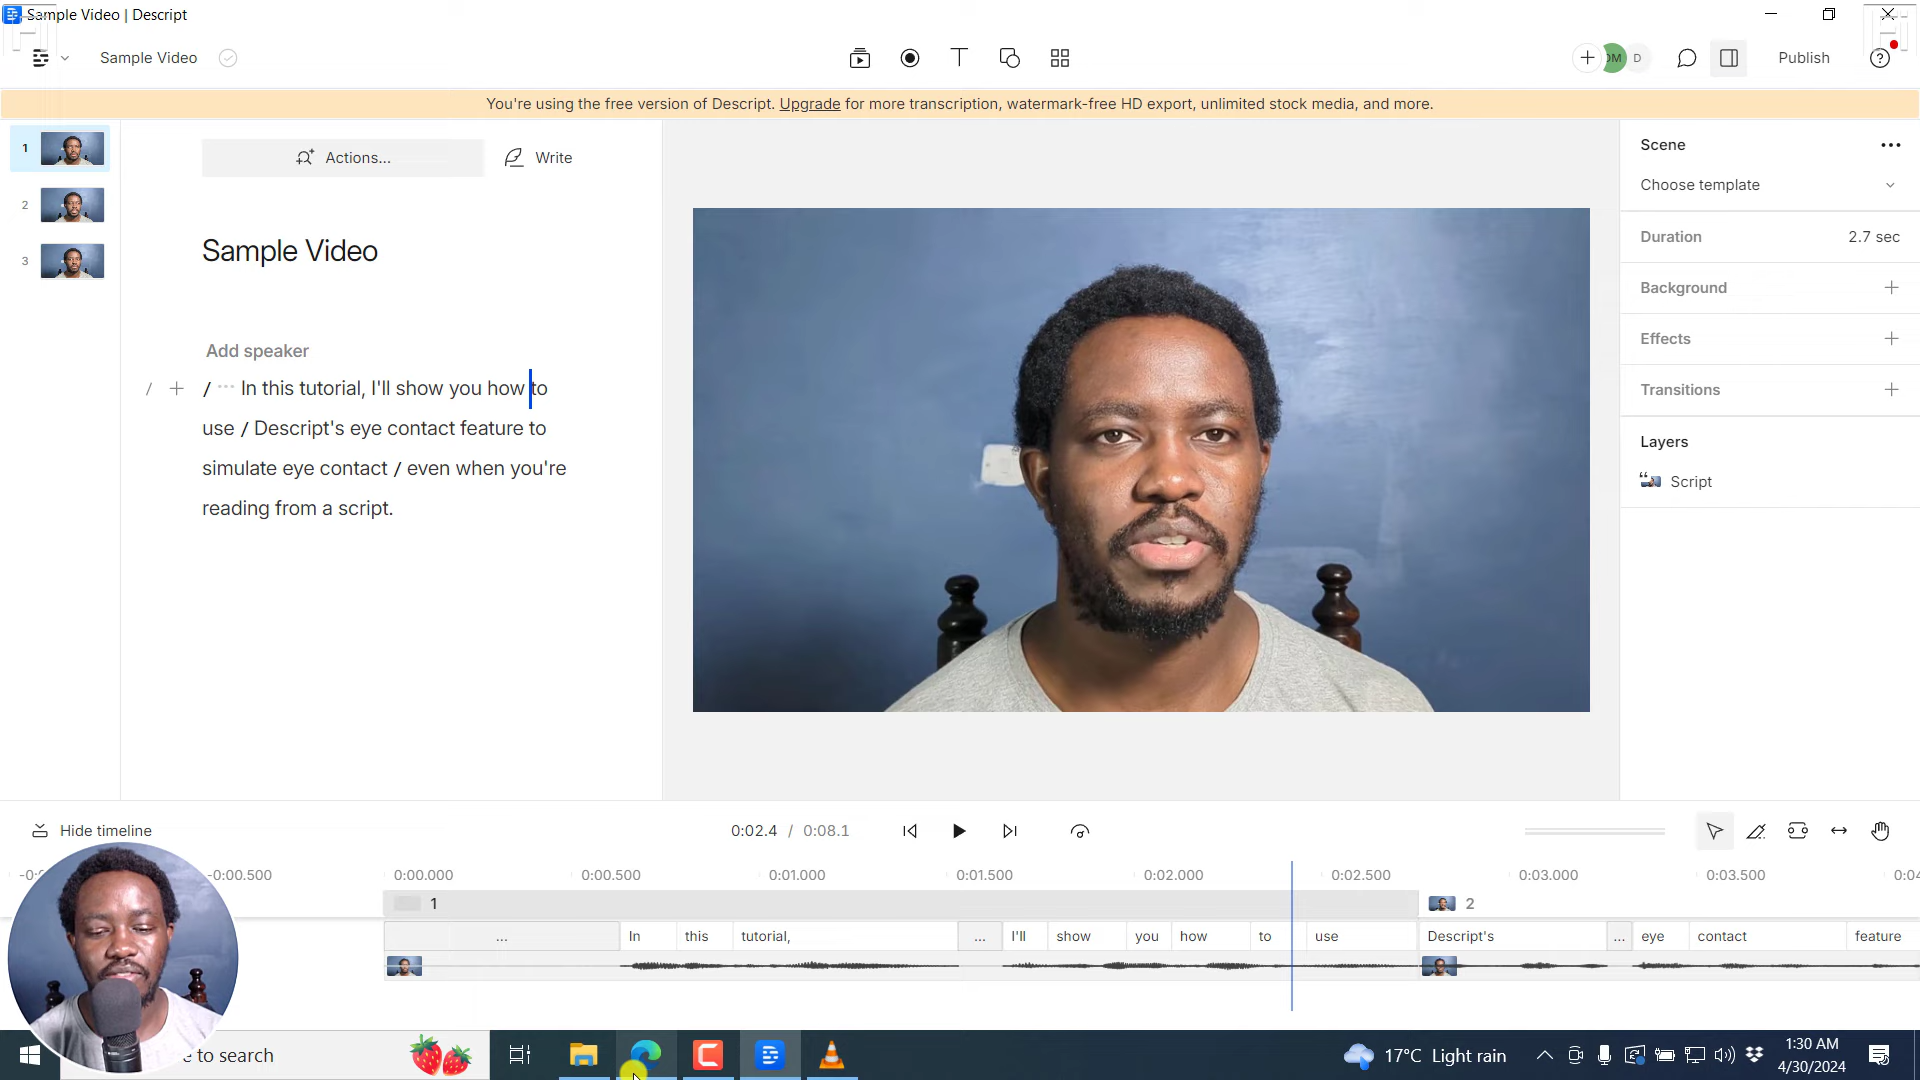 Sample Video | Descript
Sample Video
DM
D
Publish
You're using the free version of Descript. Upgrade for more transcription, watermark-free HD export, unlimited stock media, and more.
1
2
3
Actions...
Write
Sample Video
Add speaker
/ + / ··· In this tutorial, I'll show you how to
use / Descript's eye contact feature to
simulate eye contact / even when you're
reading from a script.
Scene
Choose template
Duration 2.7 sec
Background
Effects
Transitions
Layers
Script
Hide timeline
0:02.4 / 0:08.1
-0:00.500 0:00.000 0:00.500 0:01.000 0:01.500 0:02.000 0:02.500 0:03.000 0:03.500
1 2
... In this tutorial, ... I'll show you how to use Descript's ... eye contact feature
e to search
17°C Light rain
1:30 AM
4/30/2024